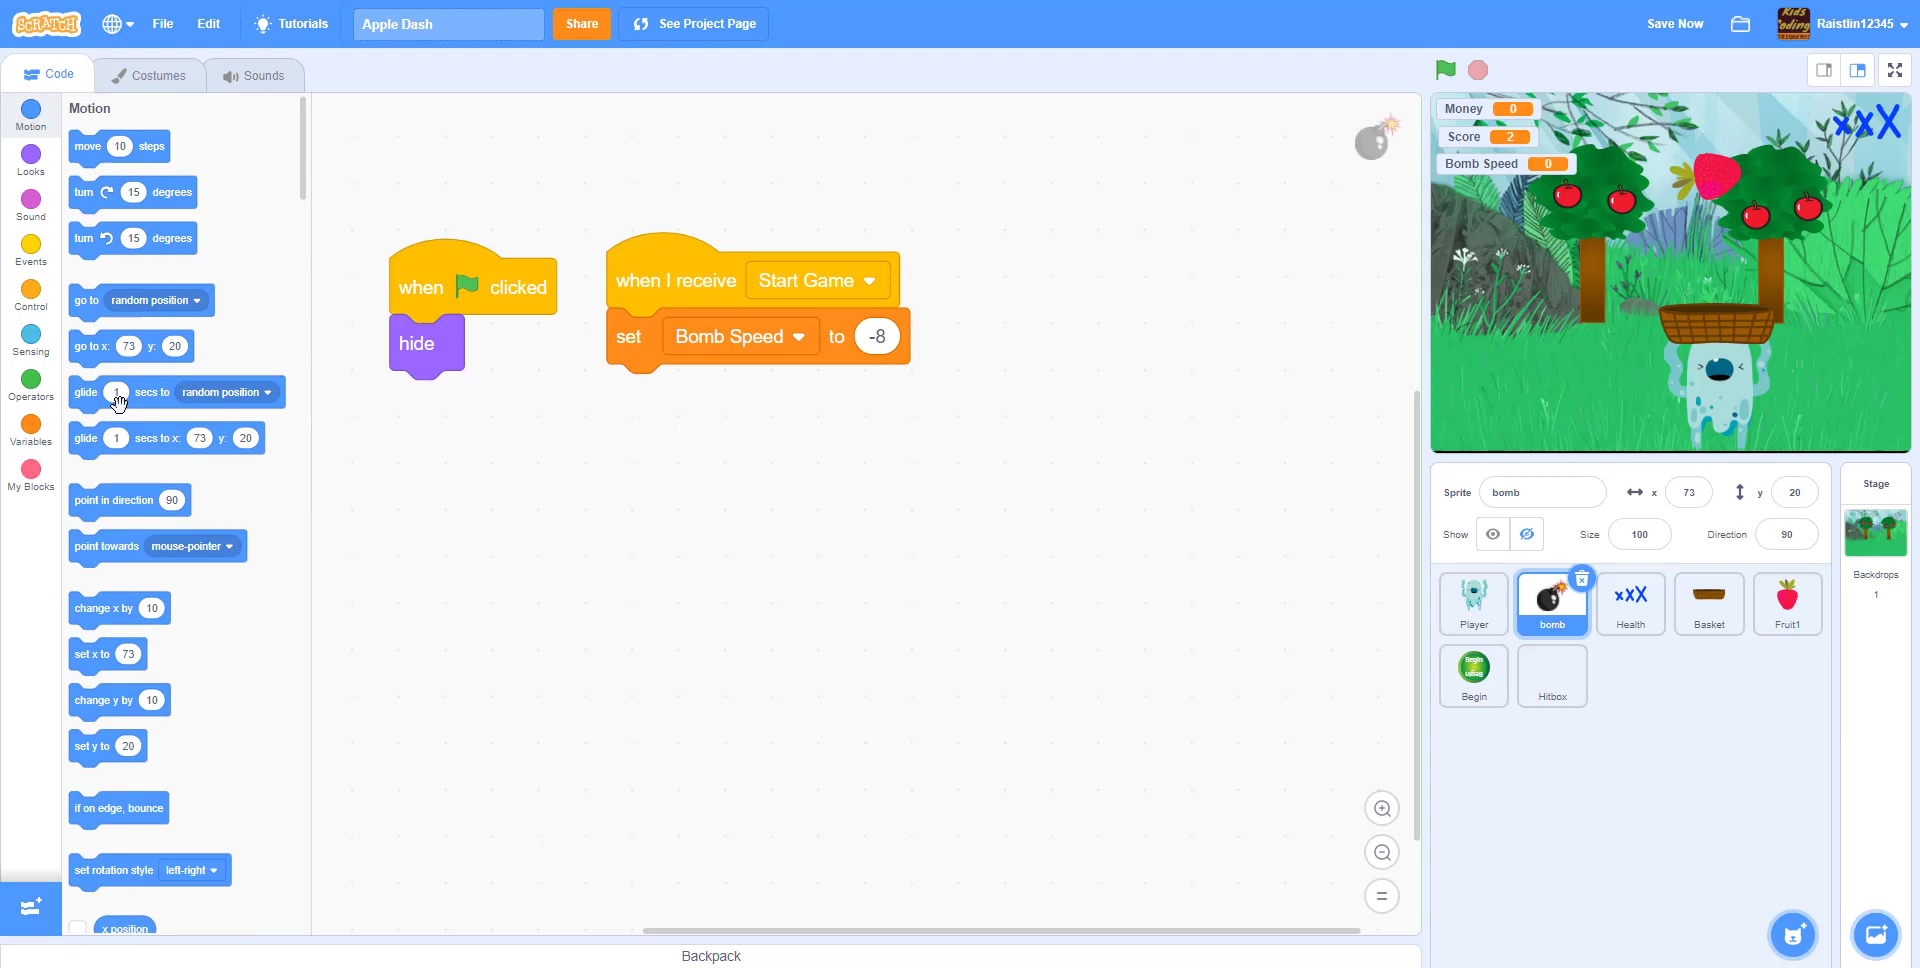 SCRATCH File Edit Tutorials Apple Dash Share See Project Page Save Now Raistlin12345
Code Costumes Sounds
Motion
Looks
Sound
Events
Control
Sensing
Operators
Variables
My Blocks
Motion
move 10 steps
turn 15 degrees
turn 15 degrees
go to random position
go to x: 73 y: 20
glide 1 secs to random position
glide 1 secs to x: 73 y: 20
point in direction 90
point towards mouse-pointer
change x by 10
set x to 73
change y by 10
set y to 20
if on edge, bounce
set rotation style left-right
x position
when clicked
hide
when I receive Start Game
set Bomb Speed to -8
Backpack
Money 0
Score 2
Bomb Speed 0
xxX
Sprite bomb x 73 y 20
Show Size 100 Direction 90
Player bomb Health Basket Fruit1
Begin Hitbox
Stage
Backdrops
1